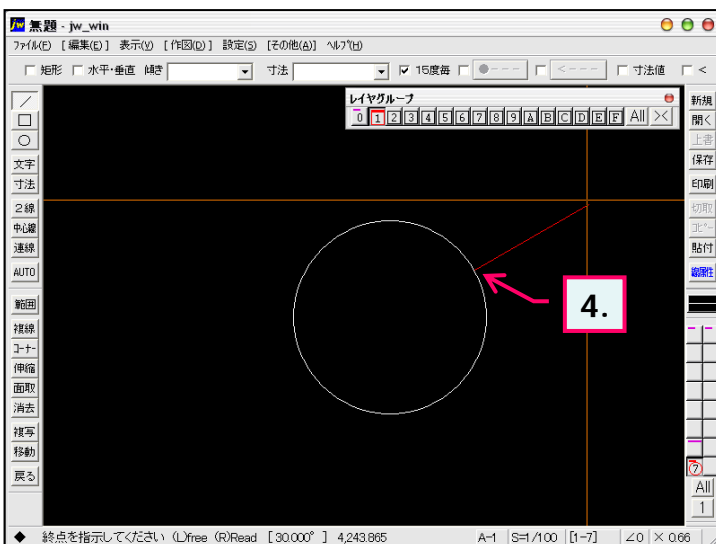 無題 - jw_win
ファイル(F) [編集(E)] 表示(V) [作図(D)] 設定(S) [その他(A)] ヘルプ(H)
矩形 水平・垂直 傾き 寸法 15度毎 ●--- <--- 寸法値 <
レイヤグループ
0 1 2 3 4 5 6 7 8 9 A B C D E F All ><
文字
寸法
2線
中心線
連線
AUTO
範囲
複線
コーナー
伸縮
面取
消去
複写
移動
戻る
新規
開く
上書
保存
印刷
切取
コピー
貼付
線属性
7
All
1
4.
◆ 終点を指示してください (L)free (R)Read [30.000°] 4,243.865
A-1 S=1/100 [1-7] ∠0 × 0.66